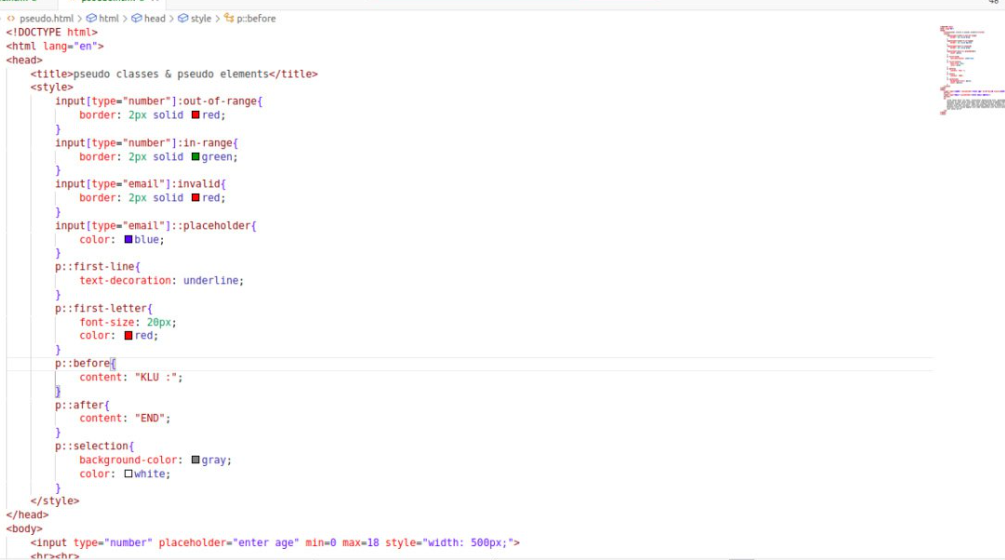 pseudo.html > html > head > style > p::before
<!DOCTYPE html>
<html lang="en">
<head>
    <title>pseudo classes & pseudo elements</title>
    <style>
        input[type="number"]:out-of-range{
            border: 2px solid red;
        }
        input[type="number"]:in-range{
            border: 2px solid green;
        }
        input[type="email"]:invalid{
            border: 2px solid red;
        }
        input[type="email"]::placeholder{
            color: blue;
        }
        p::first-line{
            text-decoration: underline;
        }
        p::first-letter{
            font-size: 20px;
            color: red;
        }
        p::before{
            content: "KLU :";
        }
        p::after{
            content: "END";
        }
        p::selection{
            background-color: gray;
            color: white;
        }
    </style>
</head>
<body>
    <input type="number" placeholder="enter age" min=0 max=18 style="width: 500px;">
    <br><br>